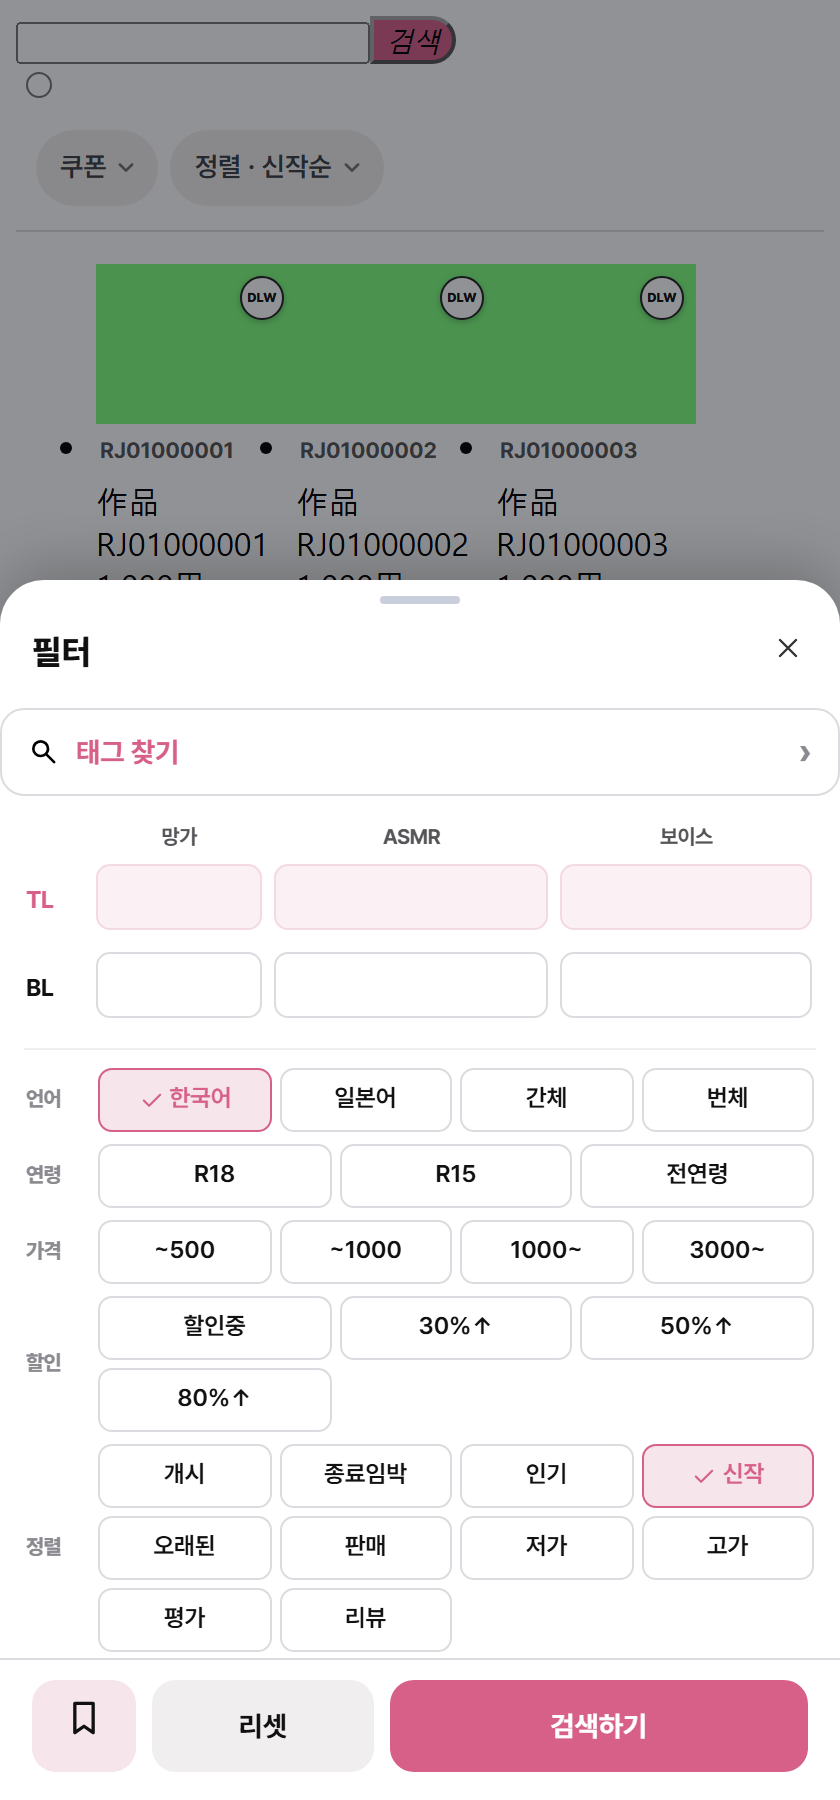 검색
쿠폰
정렬 · 신작순
DLW DLW DLW
RJ01000001 RJ01000002 RJ01000003
作品 作品 作品
RJ01000001 RJ01000002 RJ01000003
필터
태그 찾기
망가 ASMR 보이스
TL
BL
언어 한국어 일본어 간체 번체
연령 R18 R15 전연령
가격 ~500 ~1000 1000~ 3000~
할인 할인중 30%↑ 50%↑
80%↑
개시 종료임박 인기 신작
정렬 오래된 판매 저가 고가
평가 리뷰
리셋 검색하기